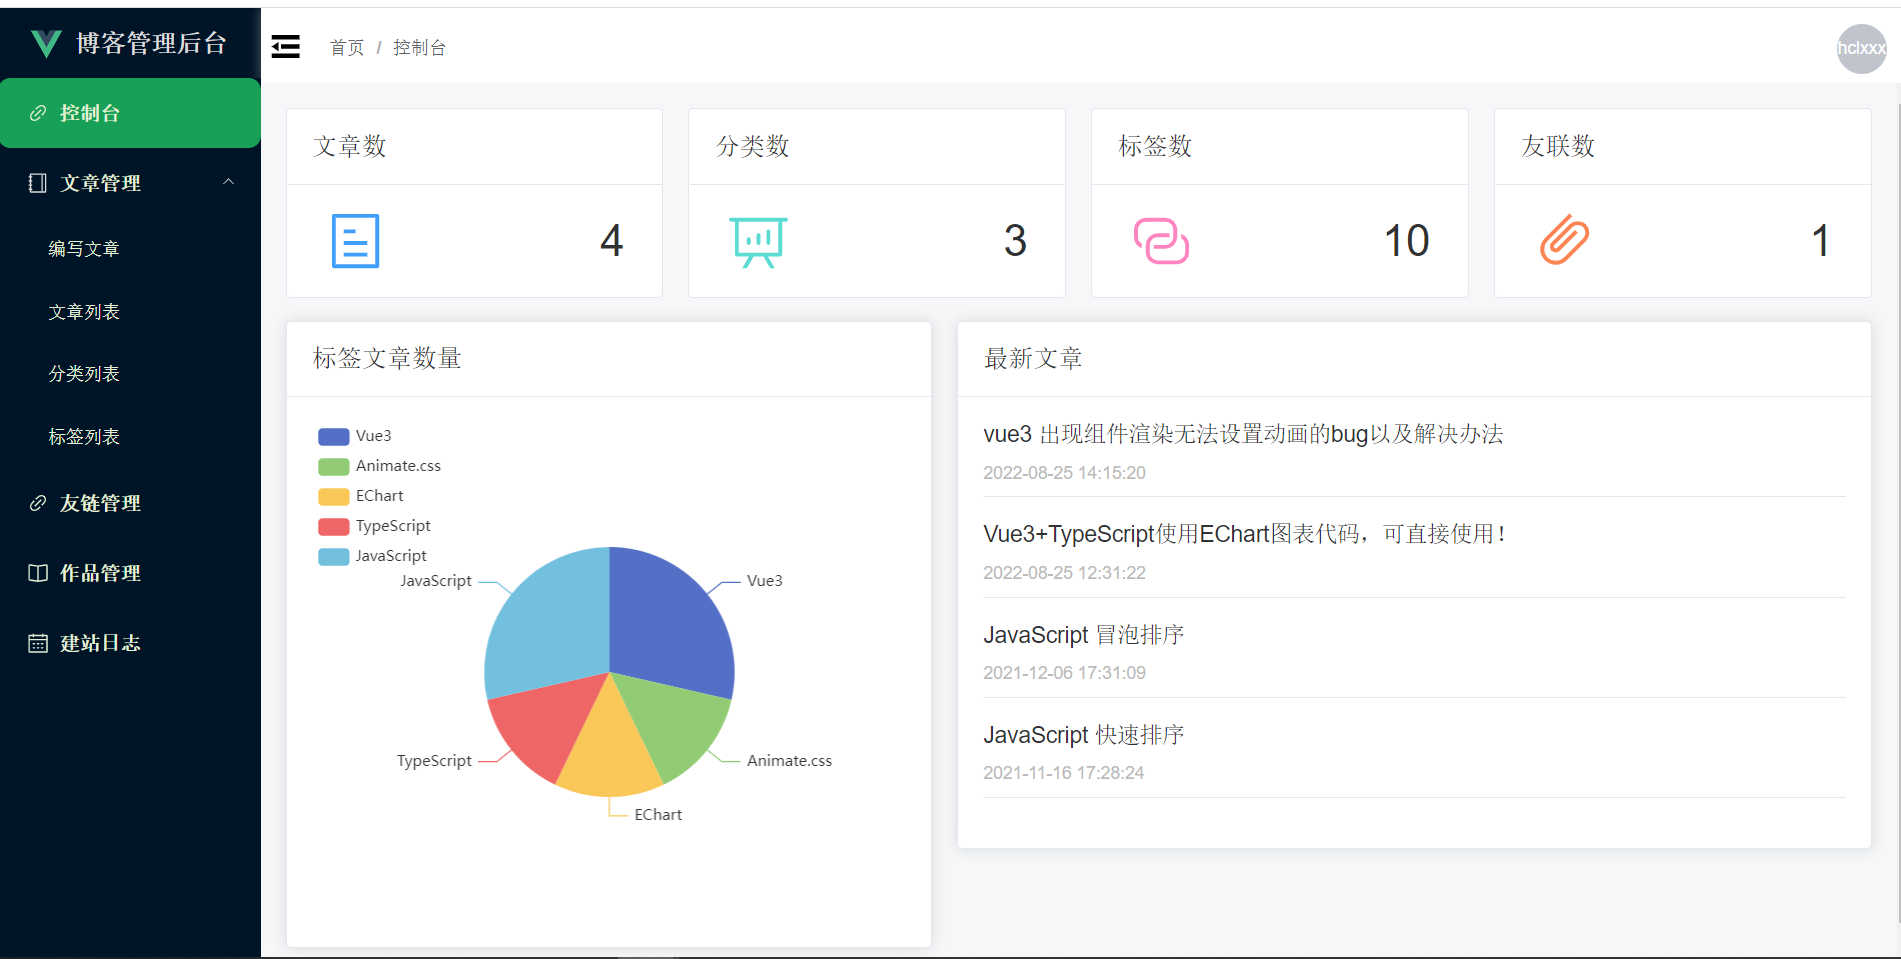 博客管理后台
控制台
文章管理
编写文章
文章列表
分类列表
标签列表
友链管理
作品管理
建站日志
首页 / 控制台
hclxxx
文章数
4
分类数
3
标签数
10
友联数
1
标签文章数量
Vue3
Animate.css
EChart
TypeScript
JavaScript
JavaScript
Vue3
TypeScript
Animate.css
EChart
最新文章
vue3 出现组件渲染无法设置动画的bug以及解决办法
2022-08-25 14:15:20
Vue3+TypeScript使用EChart图表代码，可直接使用！
2022-08-25 12:31:22
JavaScript 冒泡排序
2021-12-06 17:31:09
JavaScript 快速排序
2021-11-16 17:28:24